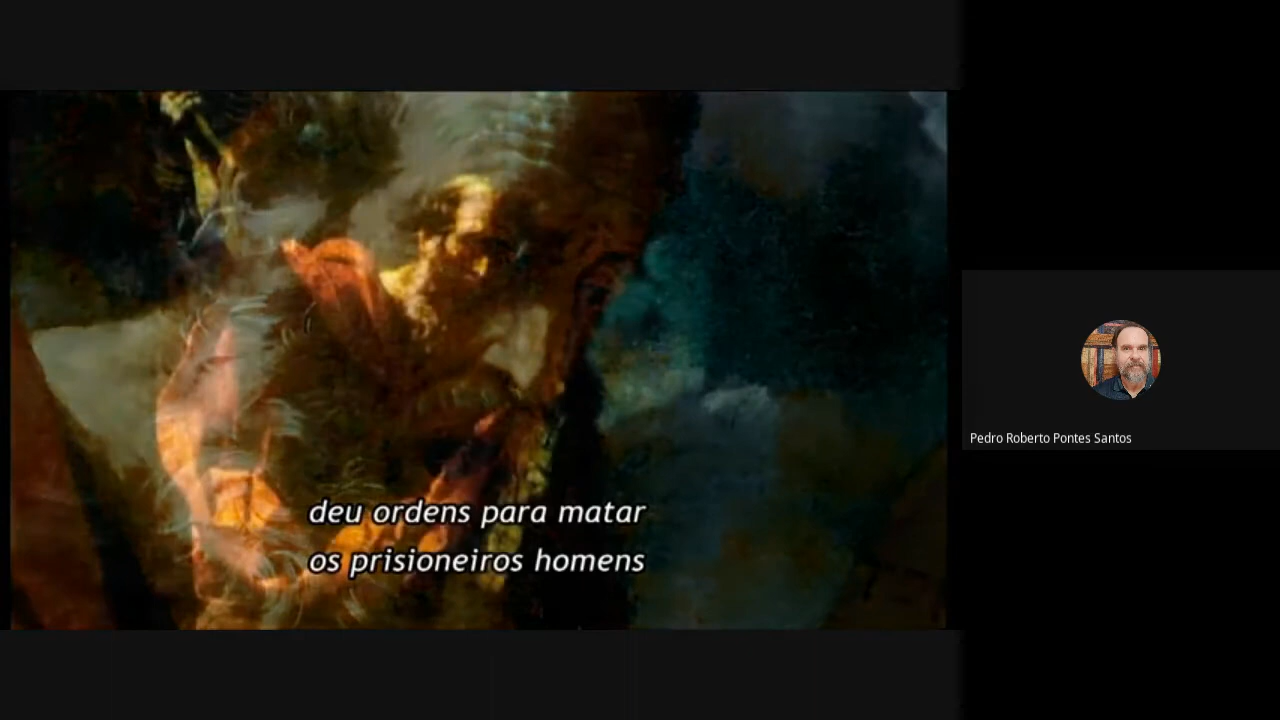 deu ordens para matar
os prisioneiros homens
Pedro Roberto Pontes Santos